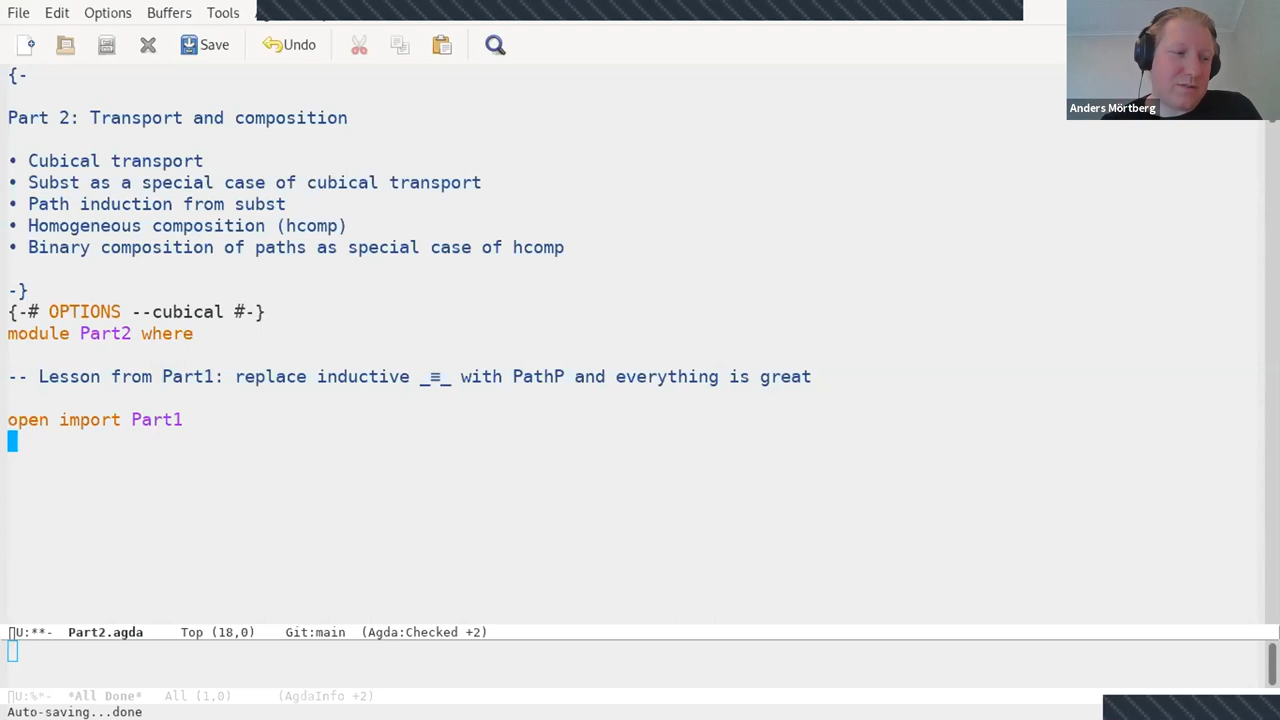 File Edit Options Buffers Tools
Save Undo
Anders Mörtberg
{-
Part 2: Transport and composition
• Cubical transport
• Subst as a special case of cubical transport
• Path induction from subst
• Homogeneous composition (hcomp)
• Binary composition of paths as special case of hcomp
-}
{-# OPTIONS --cubical #-}
module Part2 where
-- Lesson from Part1: replace inductive _≡_ with PathP and everything is great
open import Part1
U:**- Part2.agda Top (18,0) Git:main (Agda:Checked +2)
U:%*- *All Done* All (1,0) (AgdaInfo +2)
Auto-saving...done